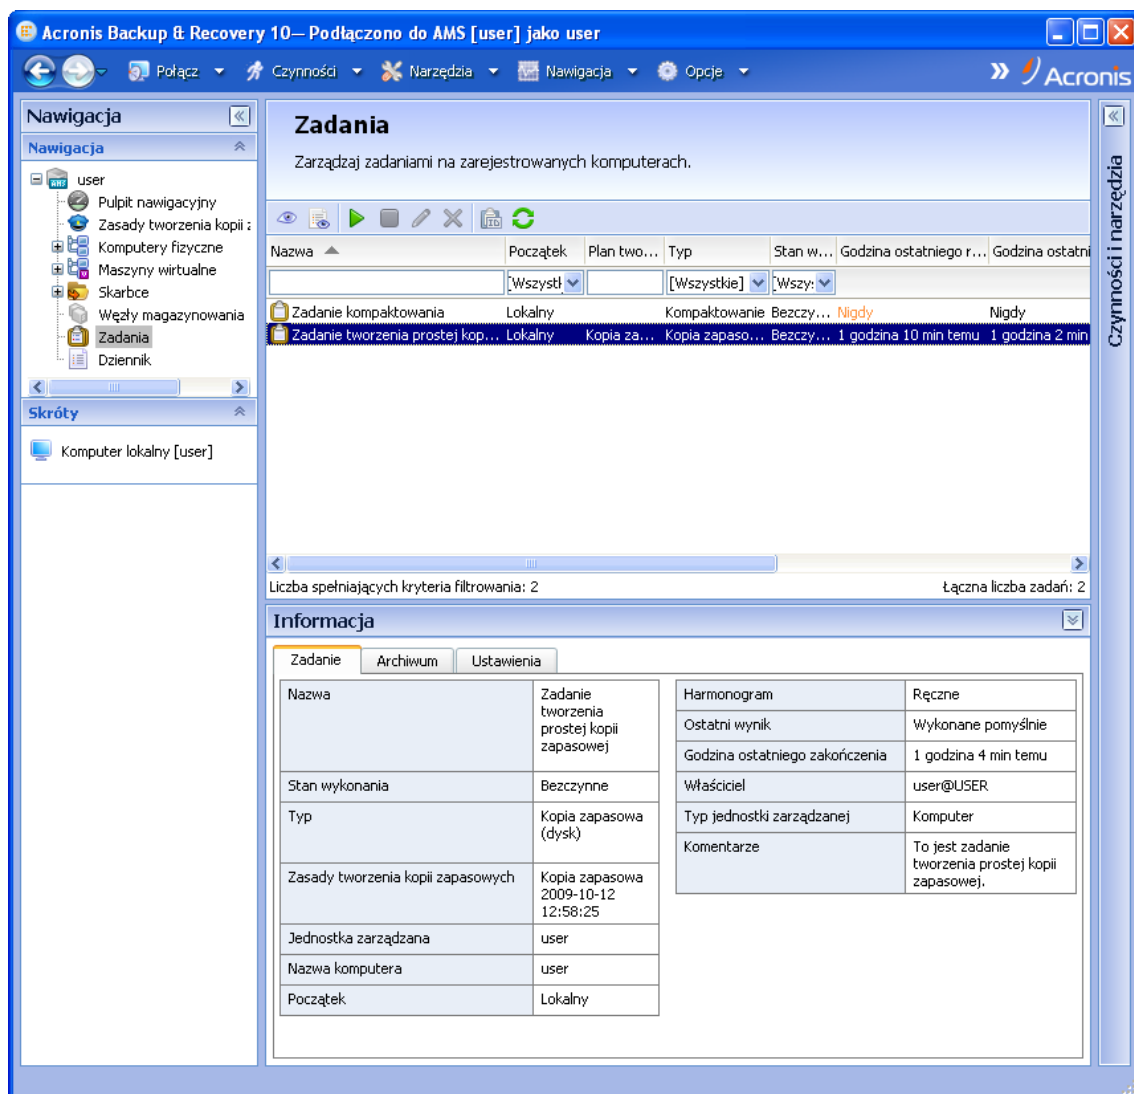 Acronis Backup & Recovery 10— Podłączono do AMS [user] jako user
Połącz Czynności Narzędzia Nawigacja Opcje » Acronis
Nawigacja
Nawigacja
user
Pulpit nawigacyjny
Zasady tworzenia kopii z
Komputery fizyczne
Maszyny wirtualne
Skarbce
Węzły magazynowania
Zadania
Dziennik
Skróty
Komputer lokalny [user]
Zadania
Zarządzaj zadaniami na zarejestrowanych komputerach.
Nazwa Początek Plan two... Typ Stan w... Godzina ostatniego r... Godzina ostatni
[Wszystl [Wszystkie] [Wszy:
Zadanie kompaktowania Lokalny Kompaktowanie Bezczy... Nigdy Nigdy
Zadanie tworzenia prostej kop... Lokalny Kopia za... Kopia zapaso... Bezczy... 1 godzina 10 min temu 1 godzina 2 min
Liczba spełniających kryteria filtrowania: 2 Łączna liczba zadań: 2
Informacja
Zadanie Archiwum Ustawienia
Nazwa Zadanie
tworzenia
prostej kopii
zapasowej
Stan wykonania Bezczynne
Typ Kopia zapasowa
(dysk)
Zasady tworzenia kopii zapasowych Kopia zapasowa
2009-10-12
12:58:25
Jednostka zarządzana user
Nazwa komputera user
Początek Lokalny
Harmonogram Ręczne
Ostatni wynik Wykonane pomyślnie
Godzina ostatniego zakończenia 1 godzina 4 min temu
Właściciel user@USER
Typ jednostki zarządzanej Komputer
Komentarze To jest zadanie
tworzenia prostej kopii
zapasowej.
Czynności i narzędzia